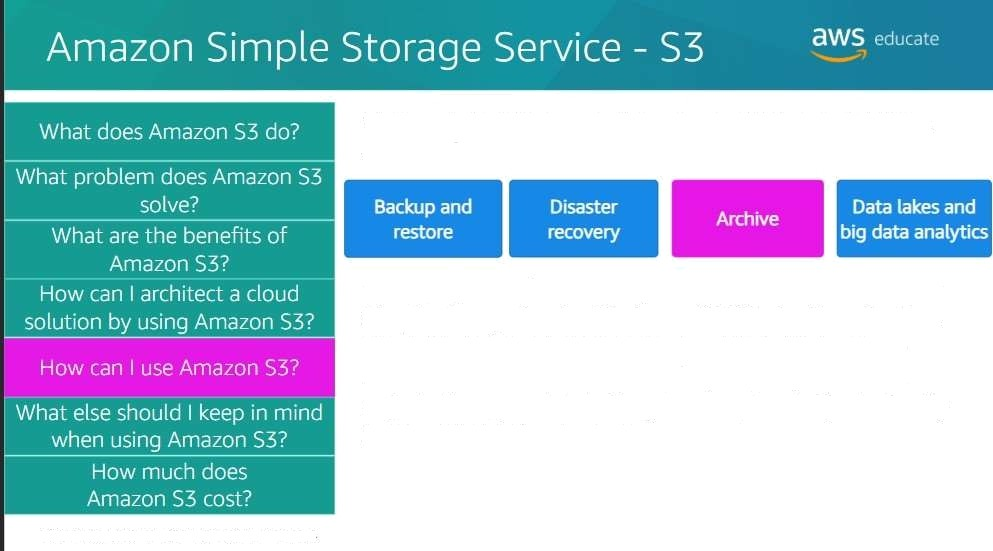 Amazon Simple Storage Service - S3
aws educate
What does Amazon S3 do?
What problem does Amazon S3
solve?
What are the benefits of
Amazon S3?
How can I architect a cloud
solution by using Amazon S3?
How can I use Amazon S3?
What else should I keep in mind
when using Amazon S3?
How much does
Amazon S3 cost?
Backup and
restore
Disaster
recovery
Archive
Data lakes and
big data analytics